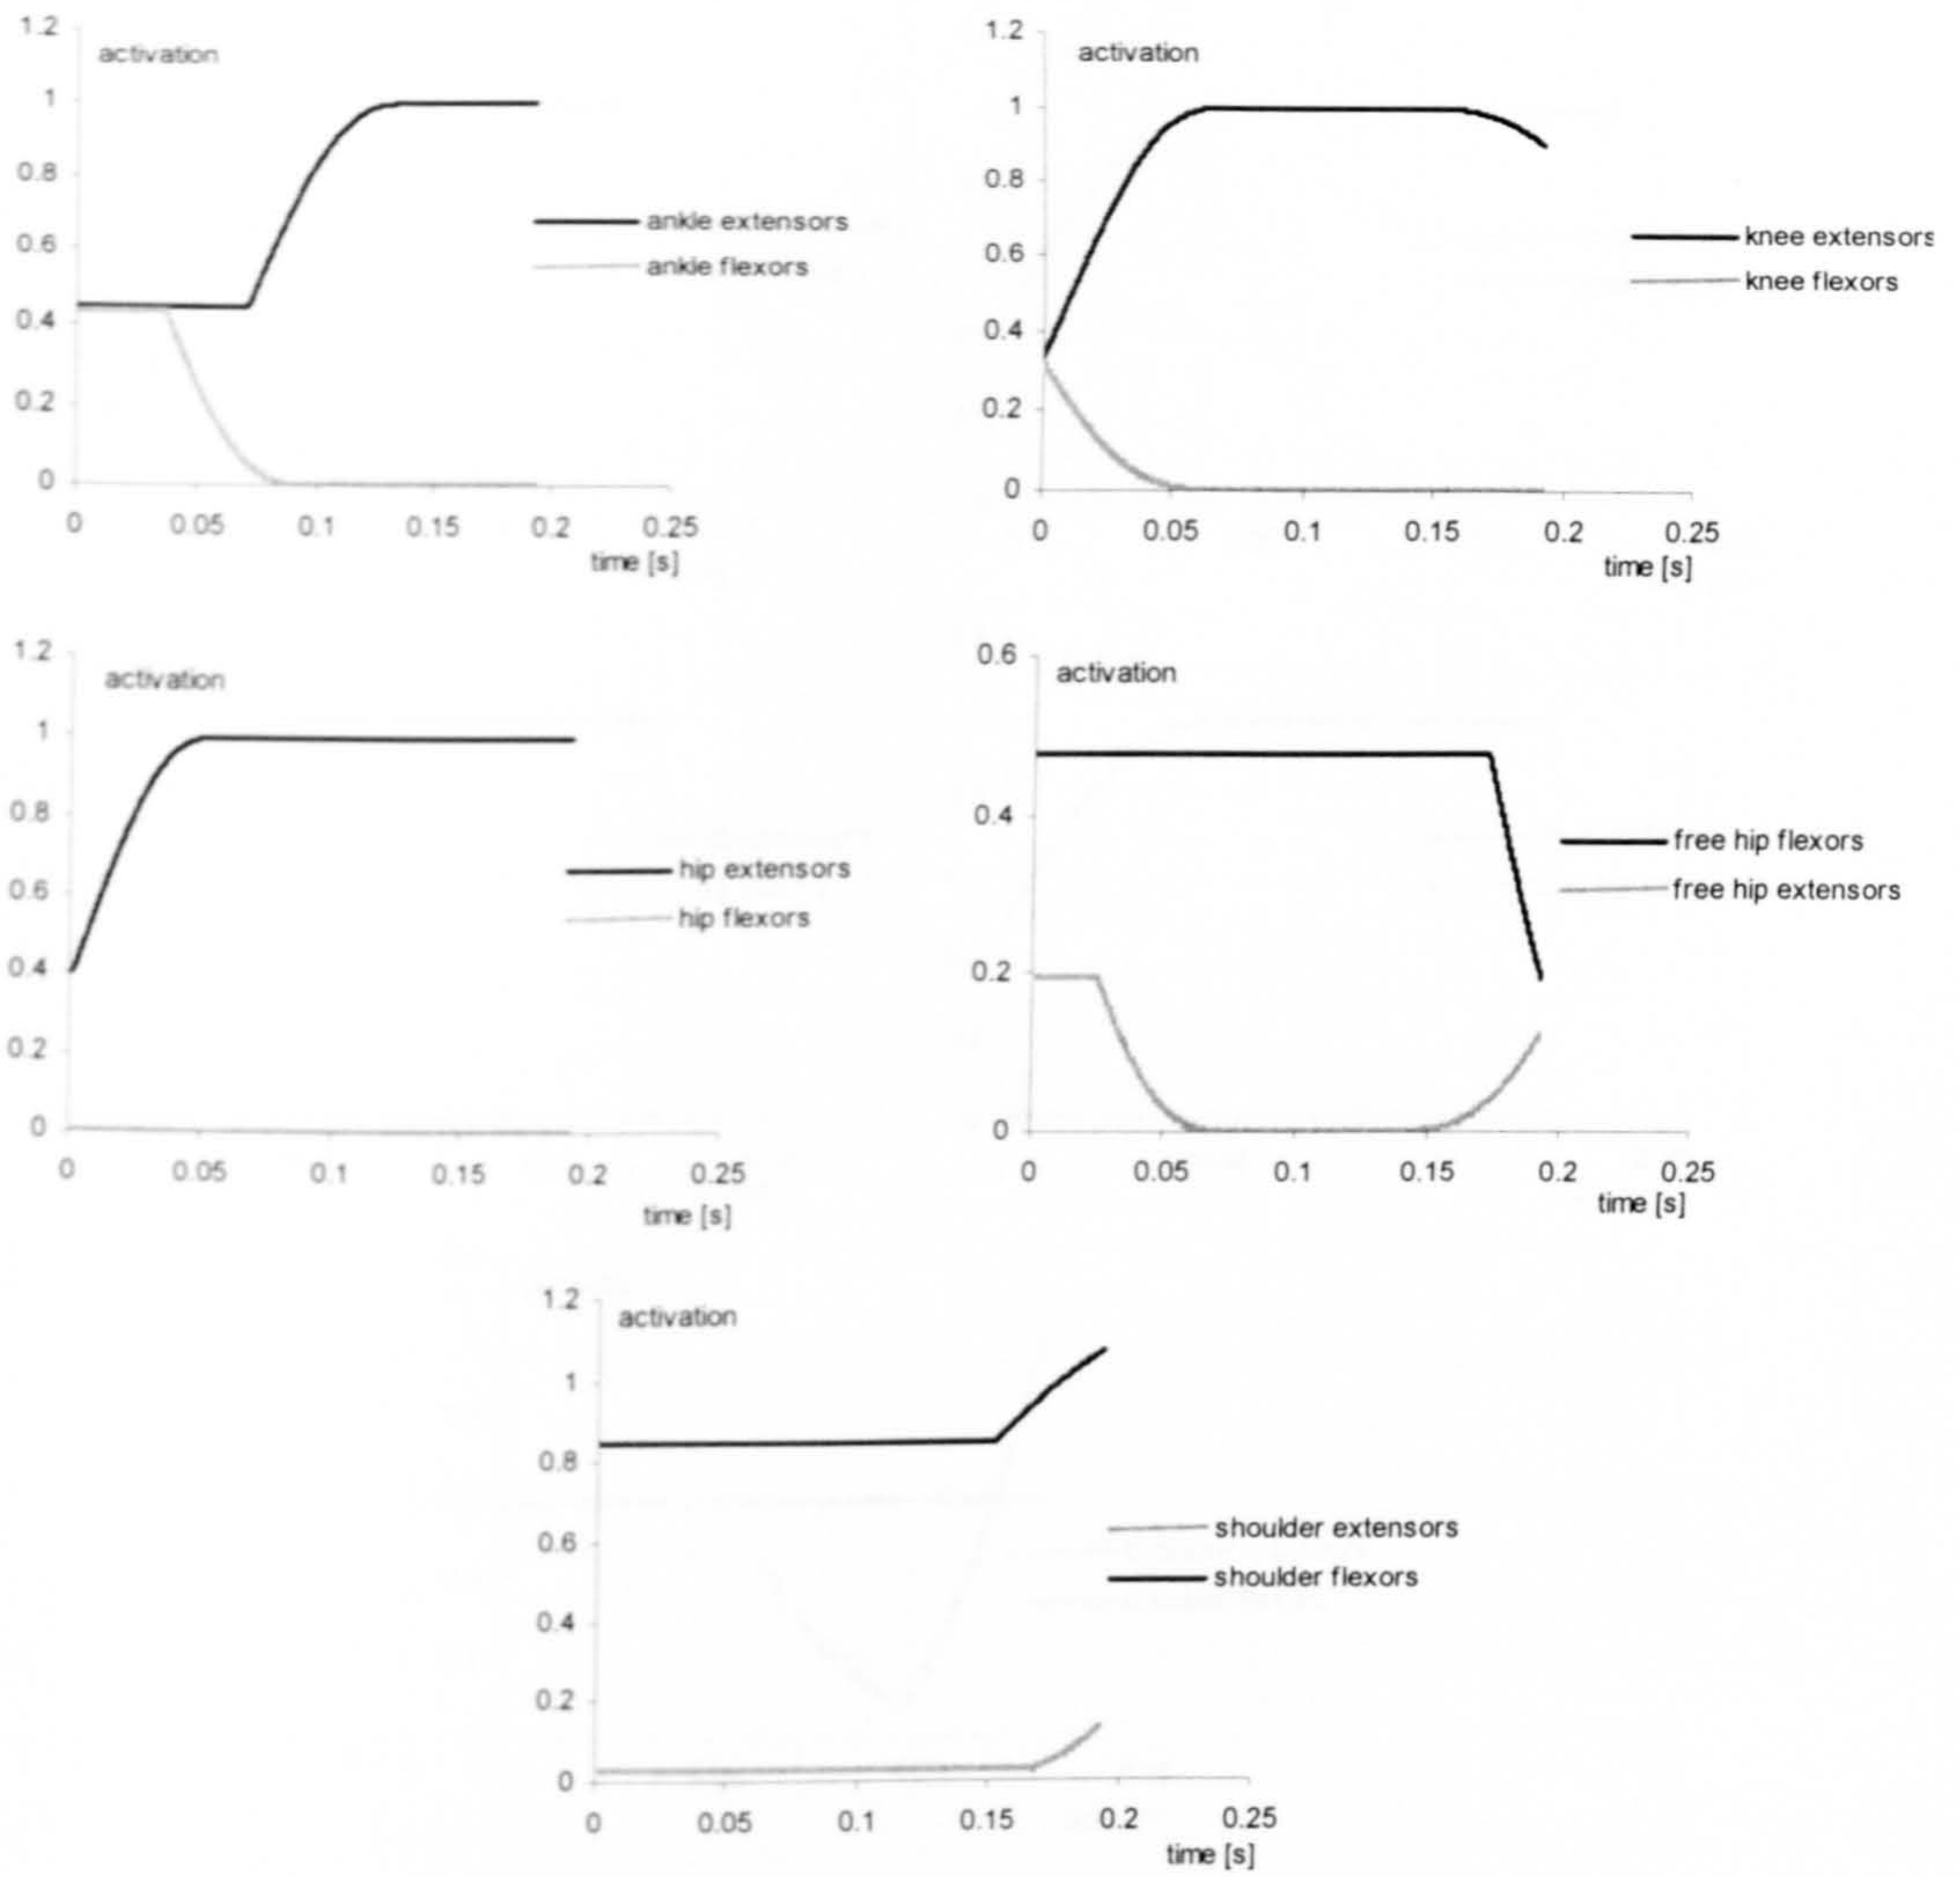 1.2
activation
1
0.8
0.6
0.4
0.2
0
0 0.05 0.1 0.15 0.2 0.25
time [s]
ankle extensors
ankle flexors
1.2
activation
1
0.8
0.6
0.4
0.2
0
0 0.05 0.1 0.15 0.2 0.25
time [s]
knee extensors
knee flexors
1.2
activation
1
0.8
0.6
0.4
0.2
0
0 0.05 0.1 0.15 0.2 0.25
time [s]
hip extensors
hip flexors
0.6
activation
0.4
0.2
0
0 0.05 0.1 0.15 0.2 0.25
time [s]
free hip flexors
free hip extensors
1.2
activation
1
0.8
0.6
0.4
0.2
0
0 0.05 0.1 0.15 0.2 0.25
time [s]
shoulder extensors
shoulder flexors